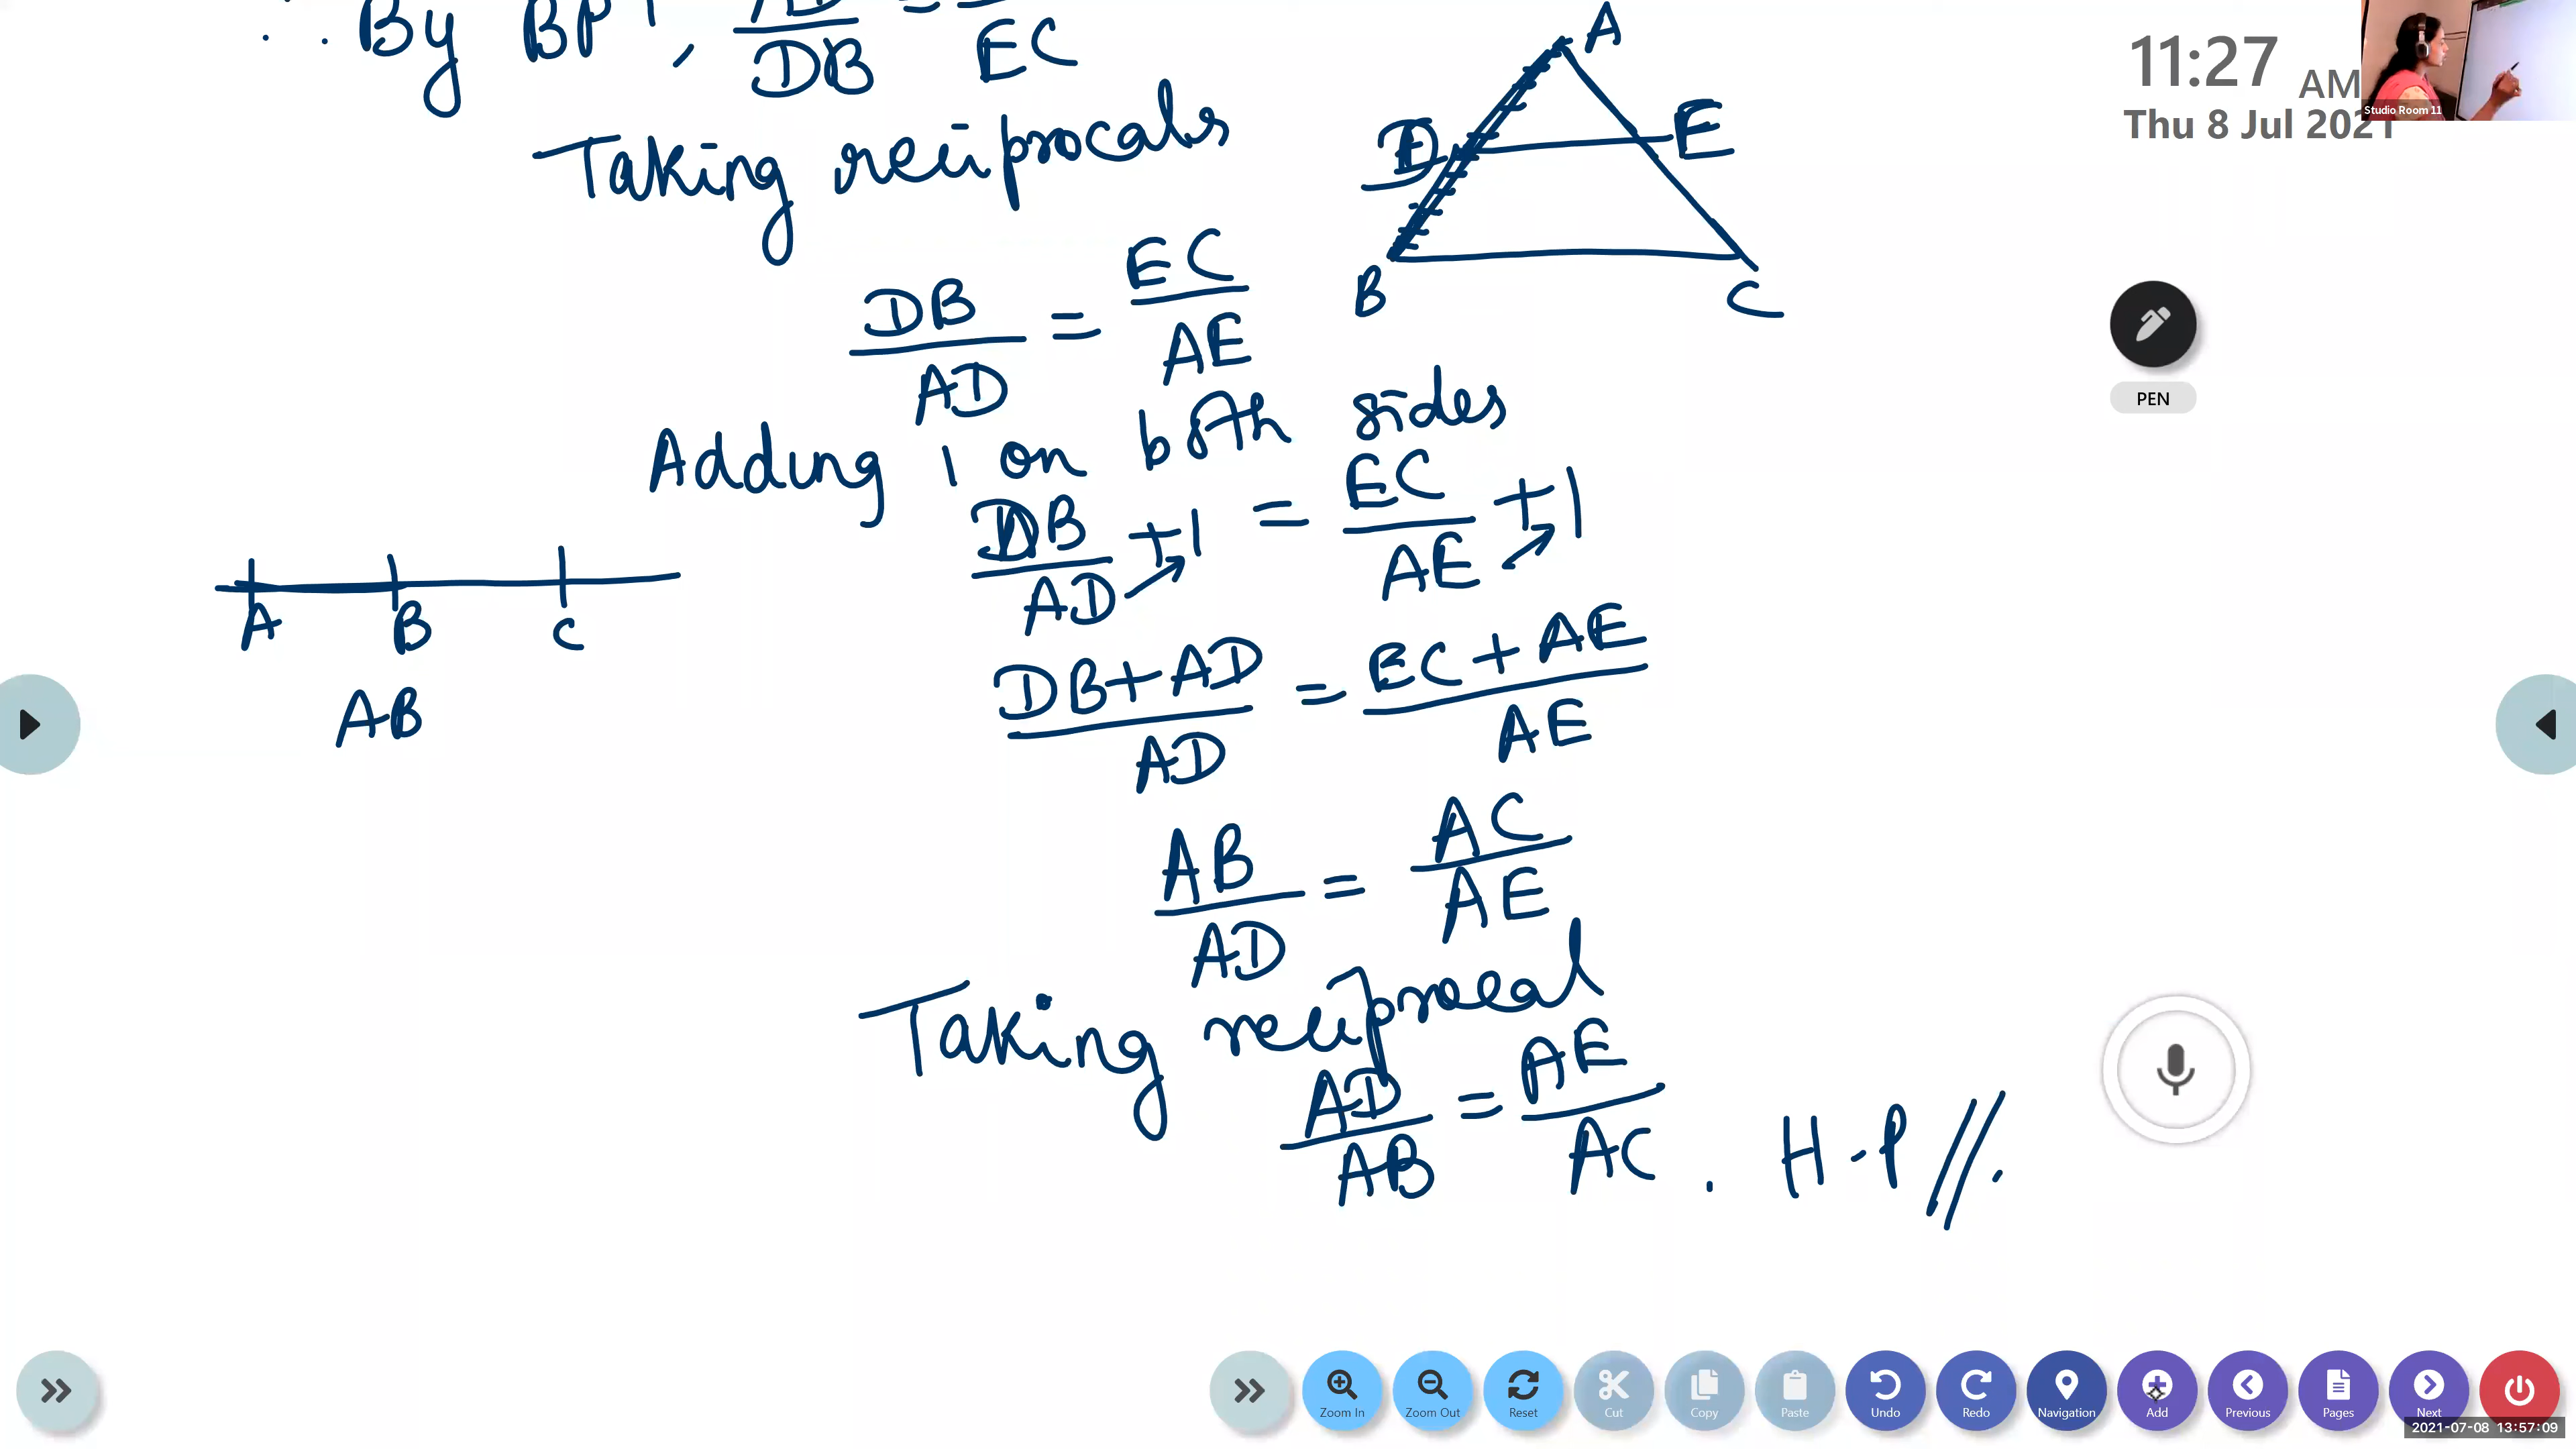 ∴ By BPT, AD/DB = /EC
Taking reciprocals
DB/AD = EC/AE
Adding 1 on both sides
DB/AD + 1 = EC/AE + 1
DB+AD/AD = EC+AE/AE
AB/AD = AC/AE
Taking reciprocal
AD/AB = AE/AC . H.P //.
A
D E
B C
A B C
AB
11:27 AM
Thu 8 Jul 2021
Studio Room 11
PEN
Zoom In Zoom Out Reset Cut Copy Paste Undo Redo Navigation Add Previous Pages Next
2021-07-08 13:57:09